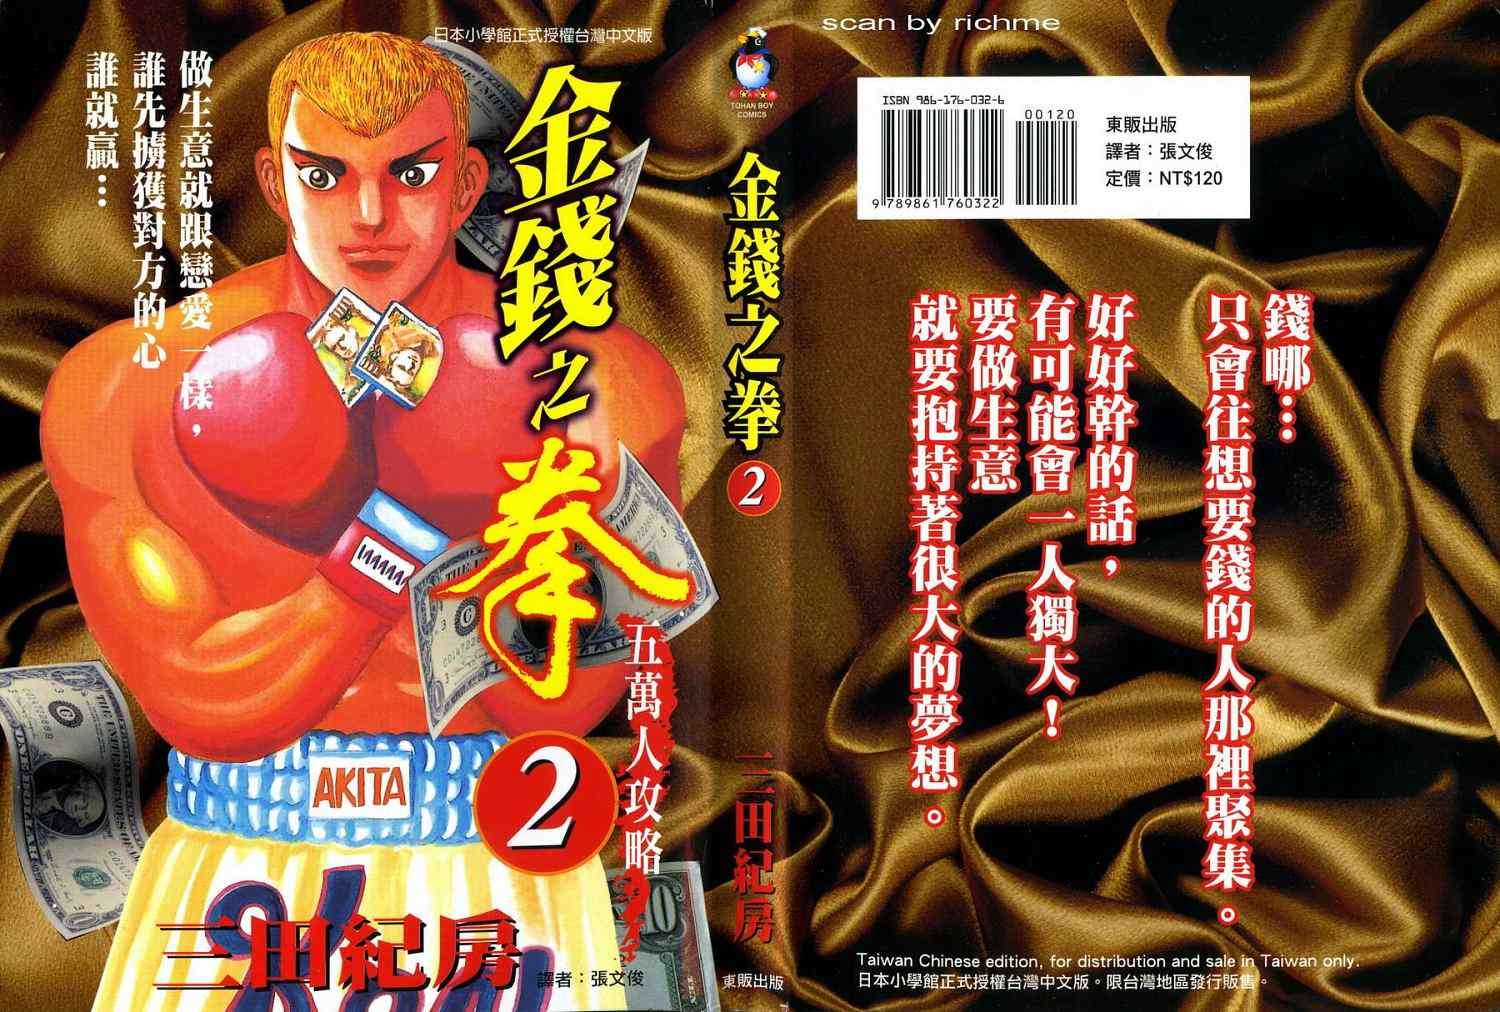 日本小學館正式授權台灣中文版
做生意就跟戀愛一樣，
誰先擄獲對方的心
誰就贏…
金錢之拳
五萬人攻略
2
AKITA
三田紀房
譯者：張文俊
TOHAN BOY
COMICS
金錢之拳
2
三田紀房
東販出版
scan by richme
ISBN 986-176-032-6
00120
9 789861 760322
東販出版
譯者：張文俊
定價：NT$120
錢哪…
只會往想要錢的人那裡聚集。
好好幹的話，
有可能會一人獨大！
要做生意
就要抱持著很大的夢想。
Taiwan Chinese edition, for distribution and sale in Taiwan only.
日本小學館正式授權台灣中文版。限台灣地區發行販售。